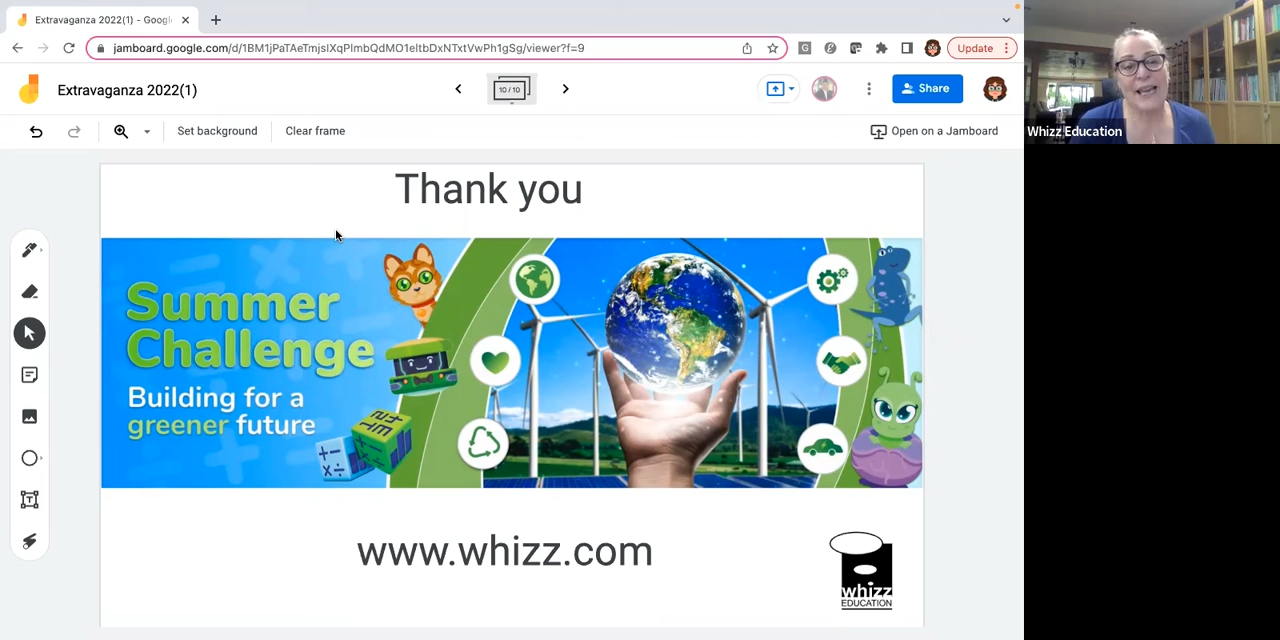 Extravaganza 2022(1) - Googl
jamboard.google.com/d/1BM1jPaTAeTmjsIXqPlmbQdMO1eItbDxNTxtVwPh1gSg/viewer?f=9
Update
Extravaganza 2022(1)
10 / 10
Share
Set background
Clear frame
Open on a Jamboard
Whizz Education
Thank you
Summer
Challenge
Building for a
greener future
www.whizz.com
whizz
EDUCATION